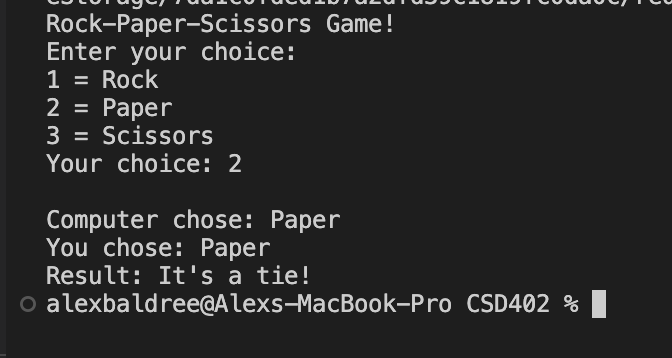 Rock-Paper-Scissors Game!
Enter your choice:
1 = Rock
2 = Paper
3 = Scissors
Your choice: 2
Computer chose: Paper
You chose: Paper
Result: It's a tie!
alexbaldree@Alexs-MacBook-Pro CSD402 %